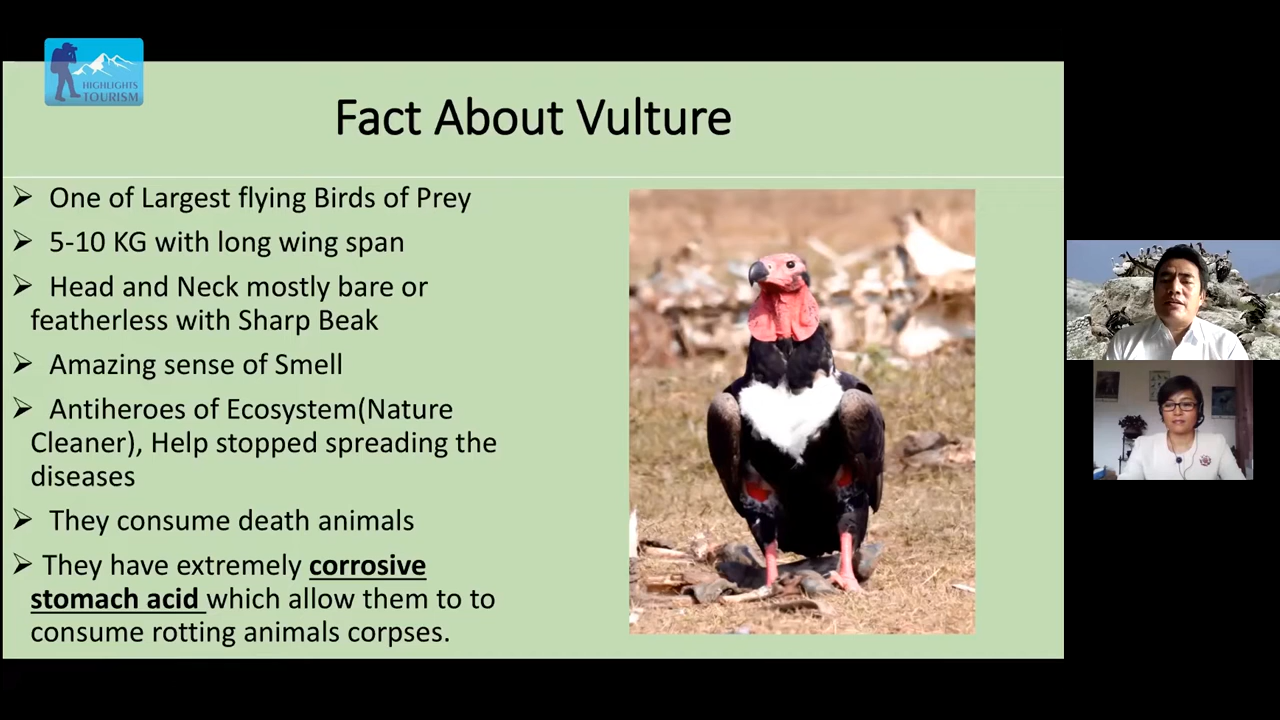 HIGHLIGHTS
TOURISM
Fact About Vulture
➢ One of Largest flying Birds of Prey
➢ 5-10 KG with long wing span
➢ Head and Neck mostly bare or
featherless with Sharp Beak
➢ Amazing sense of Smell
➢ Antiheroes of Ecosystem(Nature
Cleaner), Help stopped spreading the
diseases
➢ They consume death animals
➢ They have extremely corrosive
stomach acid which allow them to to
consume rotting animals corpses.